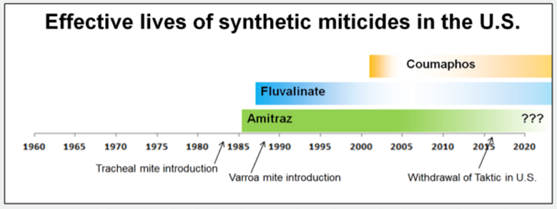 Effective lives of synthetic miticides in the U.S.
Coumaphos
Fluvalinate
Amitraz ???
1960 1965 1970 1975 1980 1985 1990 1995 2000 2005 2010 2015 2020
Tracheal mite introduction
Varroa mite introduction
Withdrawal of Taktic in U.S.